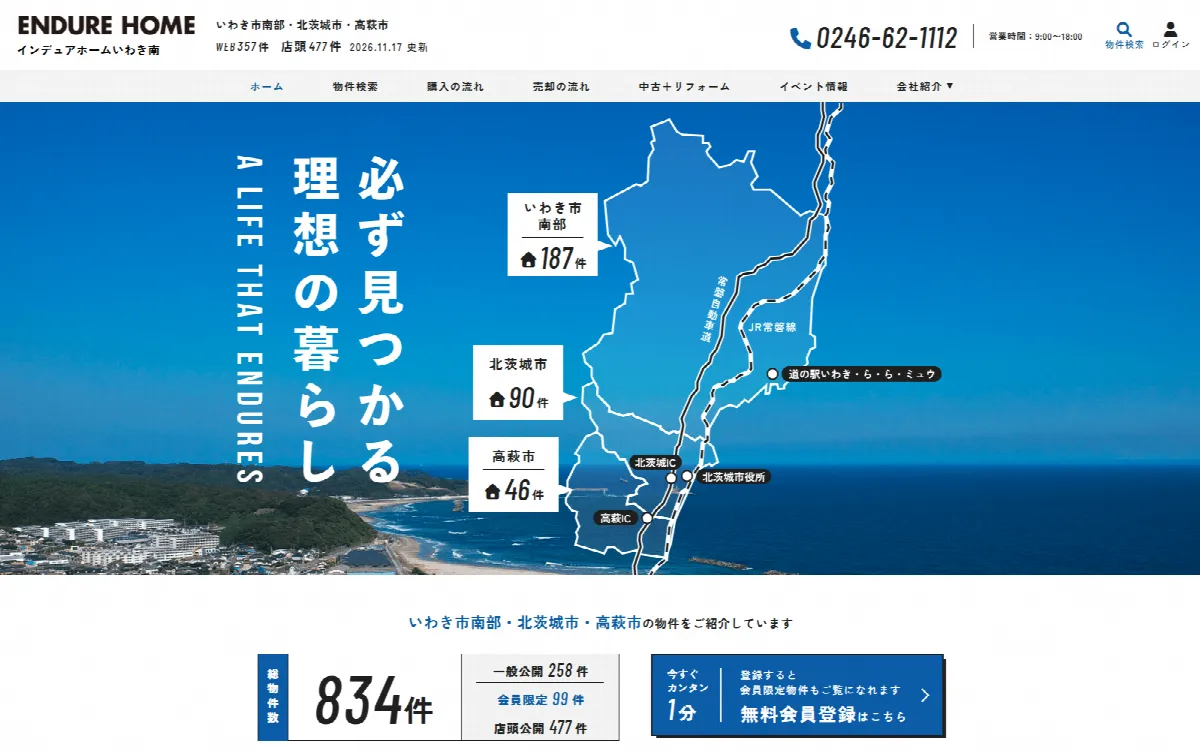 ENDURE HOME
インデュアホームいわき南
いわき市南部・北茨城市・高萩市
WEB357件 店頭477件 2026.11.17 更新
0246-62-1112
営業時間：9:00～18:00
物件検索
ログイン
ホーム 物件検索 購入の流れ 売却の流れ 中古＋リフォーム イベント情報 会社紹介▼
必ず見つかる
理想の暮らし
A LIFE THAT ENDURES
いわき市
南部
187件
北茨城市
90件
高萩市
46件
常磐自動車道
JR常磐線
道の駅いわき・ら・ら・ミュウ
北茨城IC
北茨城市役所
高萩IC
いわき市南部・北茨城市・高萩市の物件をご紹介しています
総物件数
834件
一般公開 258 件
会員限定 99 件
店頭公開 477 件
今すぐ
カンタン
1分
登録すると
会員限定物件もご覧になれます
無料会員登録はこちら